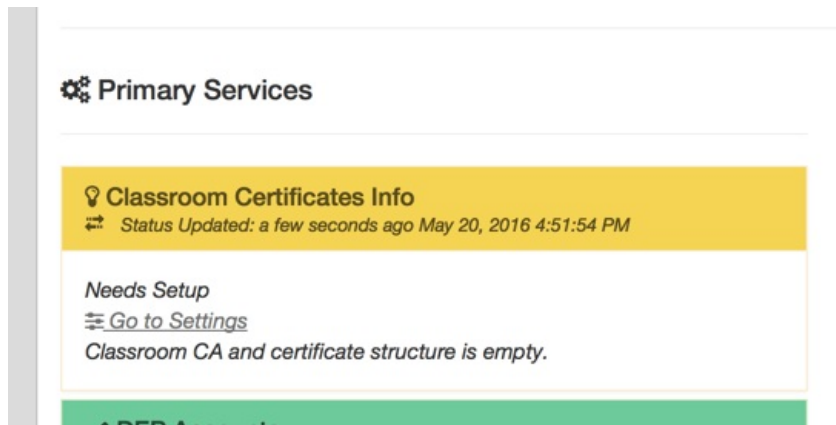 Primary Services
Classroom Certificates Info
Status Updated: a few seconds ago May 20, 2016 4:51:54 PM
Needs Setup
Go to Settings
Classroom CA and certificate structure is empty.